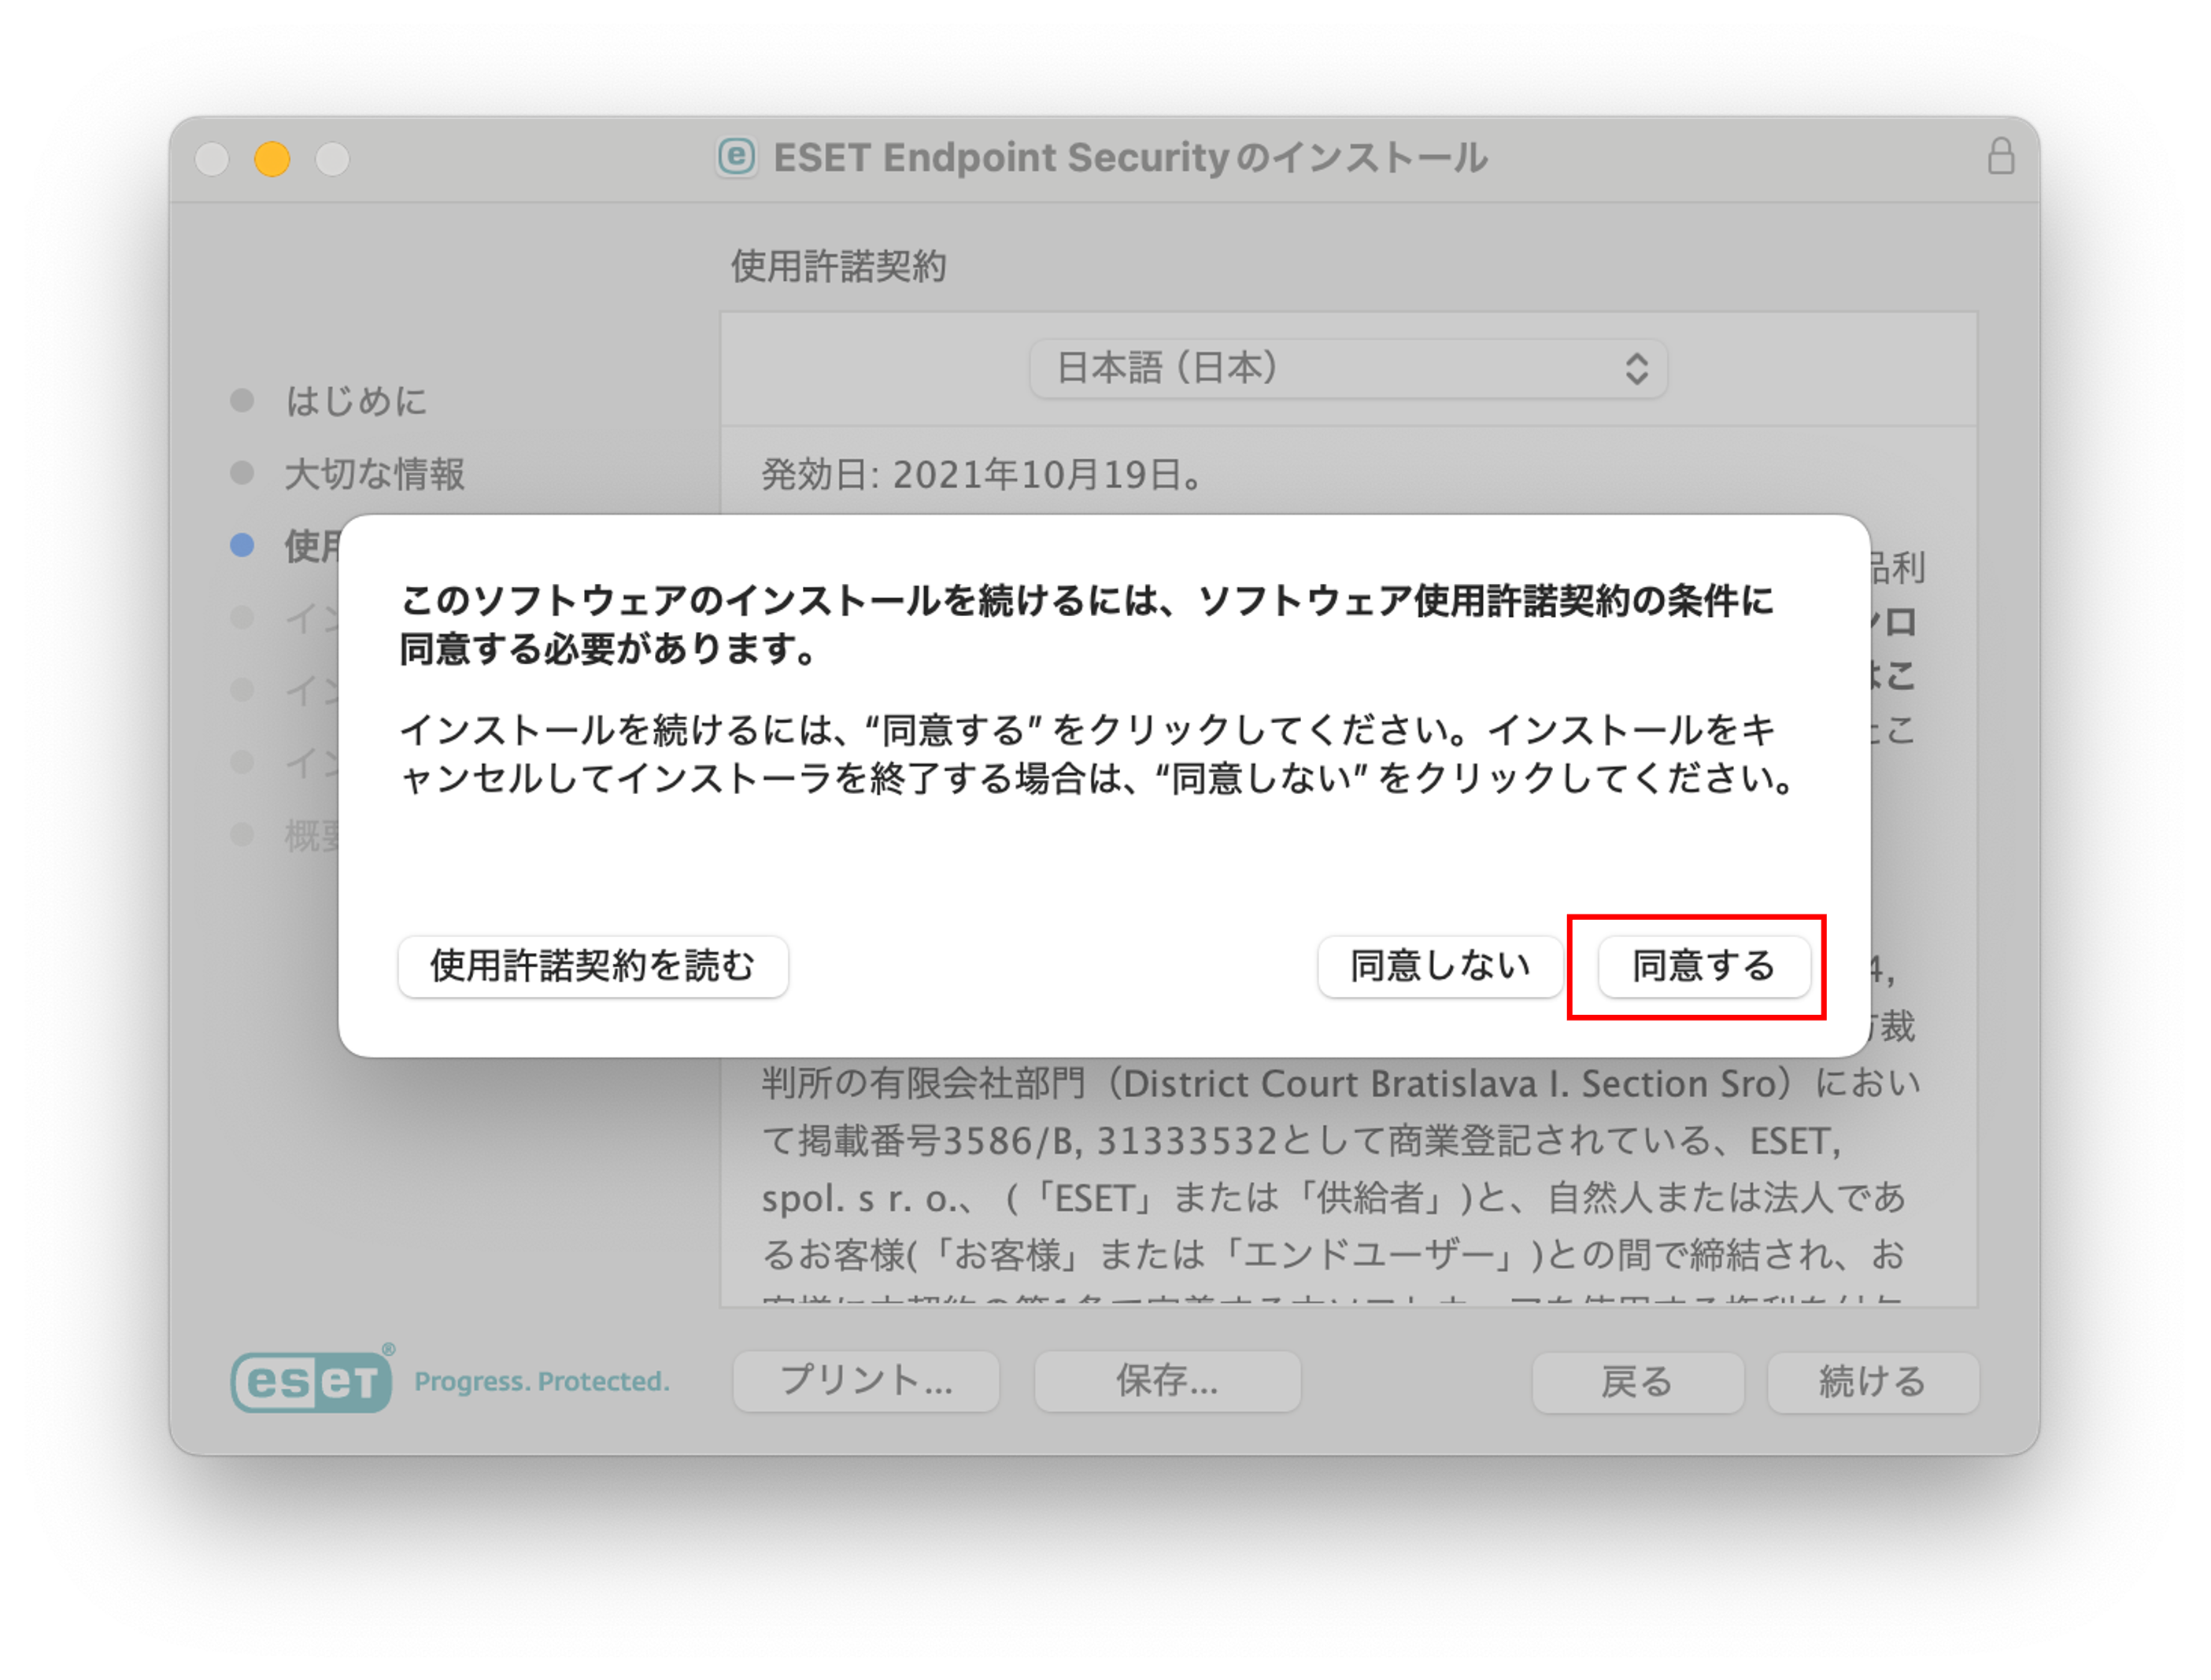 ESET Endpoint Securityのインストール
使用許諾契約
日本語 (日本)
はじめに
大切な情報
使用
発効日: 2021年10月19日。
品利
ンロ
はこ
たこ
イン
イン
イン
概要
このソフトウェアのインストールを続けるには、ソフトウェア使用許諾契約の条件に
同意する必要があります。
インストールを続けるには、“同意する” をクリックしてください。インストールをキ
ャンセルしてインストーラを終了する場合は、“同意しない” をクリックしてください。
使用許諾契約を読む
同意しない
同意する
4,
裁
判所の有限会社部門（District Court Bratislava I. Section Sro）におい
て掲載番号3586/B, 31333532として商業登記されている、ESET,
spol. s r. o.、 (「ESET」または「供給者」)と、自然人または法人であ
るお客様(「お客様」または「エンドユーザー」)との間で締結され、お
eset® Progress. Protected.
プリント...
保存...
戻る
続ける